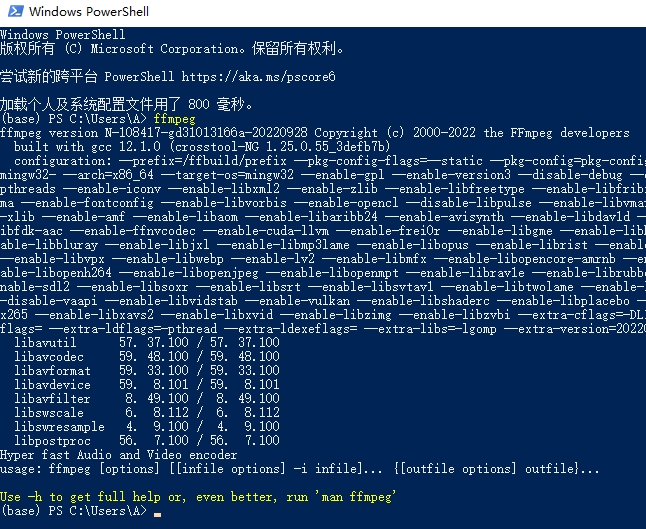 Windows PowerShell
Windows PowerShell
版权所有 (C) Microsoft Corporation。保留所有权利。
尝试新的跨平台 PowerShell https://aka.ms/pscore6
加载个人及系统配置文件用了 800 毫秒。
(base) PS C:\Users\A> ffmpeg
ffmpeg version N-108417-gd31013166a-20220928 Copyright (c) 2000-2022 the FFmpeg developers
built with gcc 12.1.0 (crosstool-NG 1.25.0.55_3defb7b)
configuration: --prefix=/ffbuild/prefix --pkg-config-flags=--static --pkg-config=pkg-config
mingw32- --arch=x86_64 --target-os=mingw32 --enable-gpl --enable-version3 --disable-debug
pthreads --enable-iconv --enable-libxml2 --enable-zlib --enable-libfreetype --enable-libfribi
ma --enable-fontconfig --enable-libvorbis --enable-opencl --disable-libpulse --enable-libvma
-xlib --enable-amf --enable-libaom --enable-libaribb24 --enable-avisynth --enable-libdav1d -
ibfdk-aac --enable-ffnvcodec --enable-cuda-llvm --enable-frei0r --enable-libgme --enable-lib
able-libbluray --enable-libjxl --enable-libmp3lame --enable-libopus --enable-librist --enable
--enable-libvpx --enable-libwebp --enable-lv2 --enable-libmfx --enable-libopencore-amrnb --en
enable-libopenh264 --enable-libopenjpeg --enable-libopenmpt --enable-librav1e --enable-librubb
nable-sdl2 --enable-libsoxr --enable-libsrt --enable-libsvtav1 --enable-libtwolame --enable-
-disable-vaapi --enable-libvidstab --enable-vulkan --enable-libshaderc --enable-libplacebo --
x265 --enable-libxavs2 --enable-libxvid --enable-libzimg --enable-libzvbi --extra-cflags=-DLI
flags= --extra-ldflags=-pthread --extra-ldexeflags= --extra-libs=-lgomp --extra-version=20220
libavutil 57. 37.100 / 57. 37.100
libavcodec 59. 48.100 / 59. 48.100
libavformat 59. 33.100 / 59. 33.100
libavdevice 59. 8.101 / 59. 8.101
libavfilter 8. 49.100 / 8. 49.100
libswscale 6. 8.112 / 6. 8.112
libswresample 4. 9.100 / 4. 9.100
libpostproc 56. 7.100 / 56. 7.100
Hyper fast Audio and Video encoder
usage: ffmpeg [options] [[infile options] -i infile]... {[outfile options] outfile}...
Use -h to get full help or, even better, run 'man ffmpeg'
(base) PS C:\Users\A>